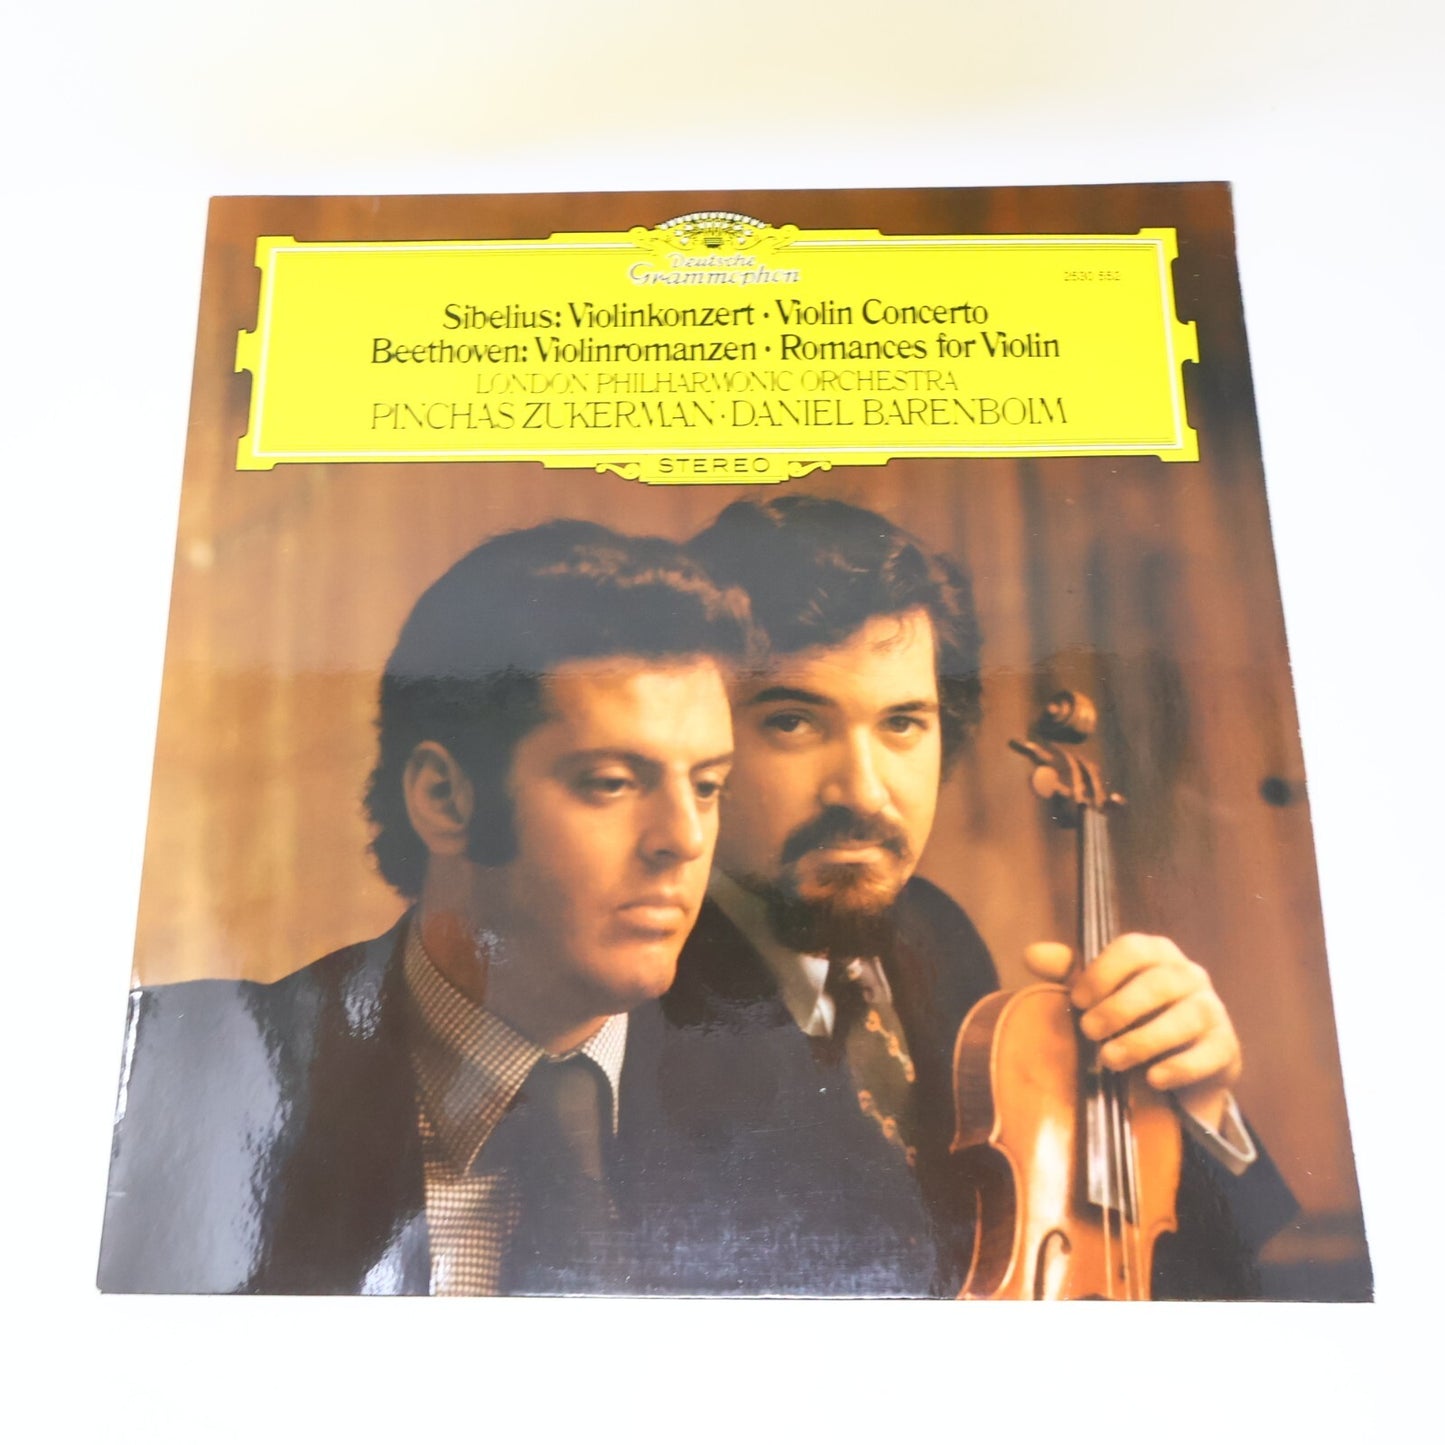 Deutsche
Grammophon
2530 552
Sibelius: Violinkonzert · Violin Concerto
Beethoven: Violinromanzen · Romances for Violin
LONDON PHILHARMONIC ORCHESTRA
PINCHAS ZUKERMAN · DANIEL BARENBOIM
STEREO